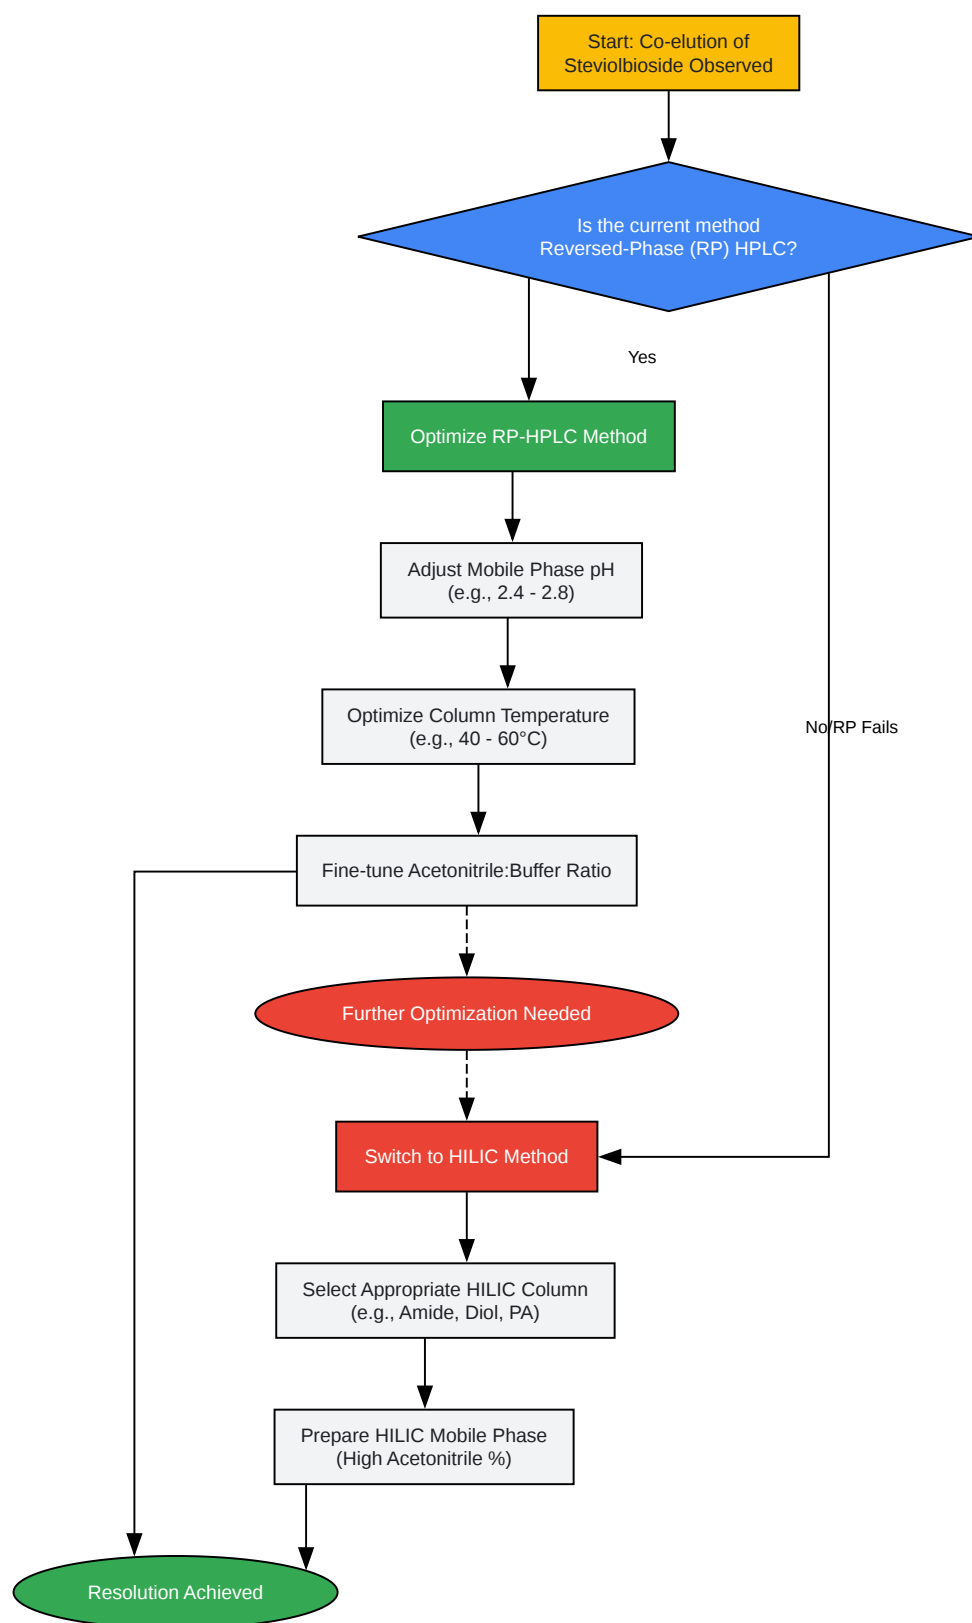 Start: Co-elution of
Steviolbioside Observed
Is the current method
Reversed-Phase (RP) HPLC?
Yes
Optimize RP-HPLC Method
Adjust Mobile Phase pH
(e.g., 2.4 - 2.8)
Optimize Column Temperature
(e.g., 40 - 60°C)
No/RP Fails
Fine-tune Acetonitrile:Buffer Ratio
Further Optimization Needed
Switch to HILIC Method
Select Appropriate HILIC Column
(e.g., Amide, Diol, PA)
Prepare HILIC Mobile Phase
(High Acetonitrile %)
Resolution Achieved